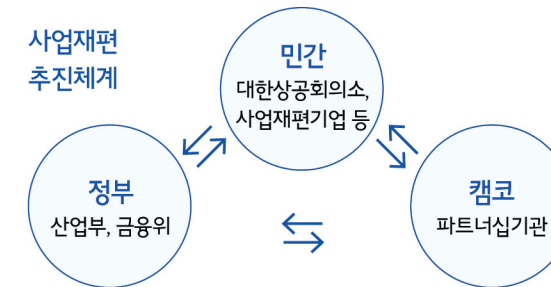 사업재편
추진체계
민간
대한상공회의소,
사업재편기업 등
정부
산업부, 금융위
캠코
파트너십기관